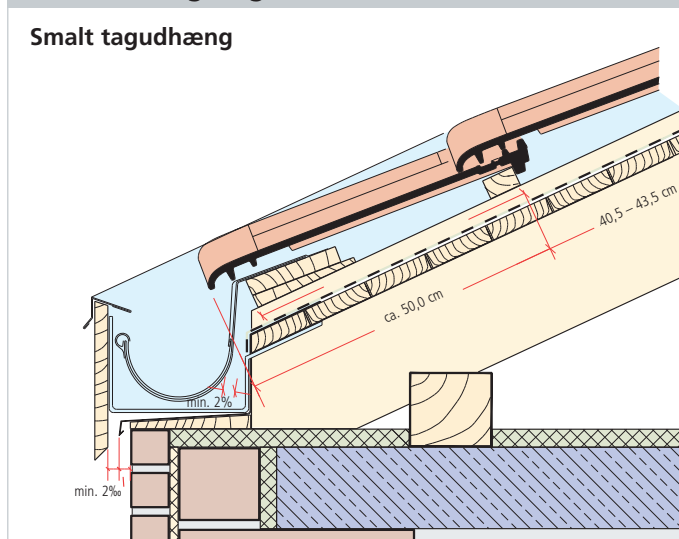 Smalt tagudhæng
40,5 – 43,5 cm
ca. 50,0 cm
min. 2%
min. 2‰